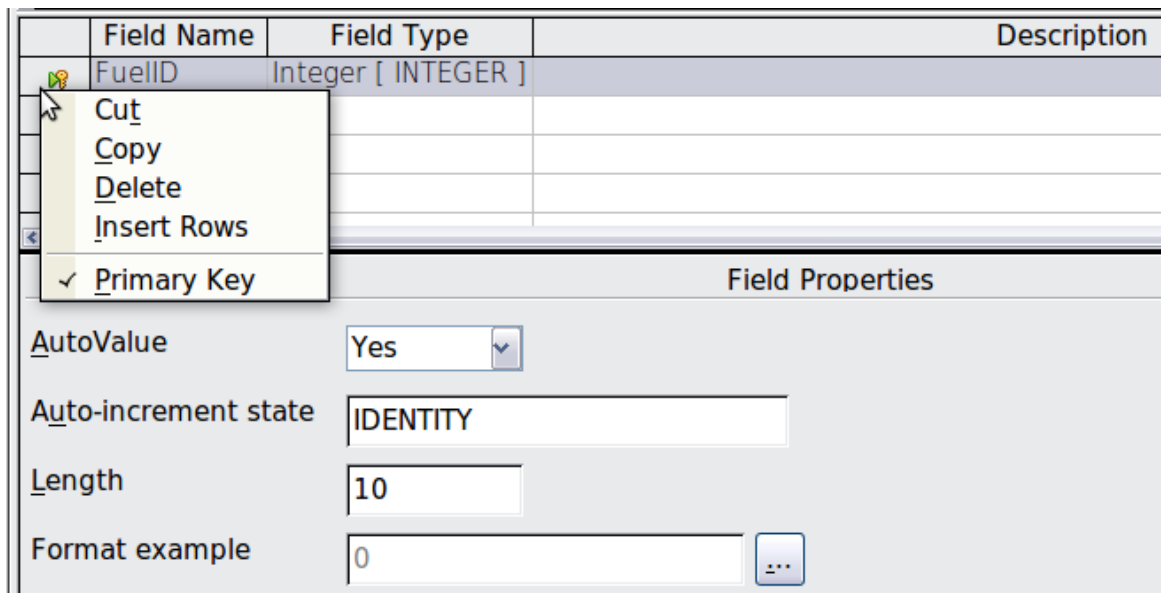 Field Name Field Type Description
FuelID Integer [ INTEGER ]
Cut
Copy
Delete
Insert Rows
Primary Key
Field Properties
AutoValue Yes
Auto-increment state IDENTITY
Length 10
Format example 0 ...